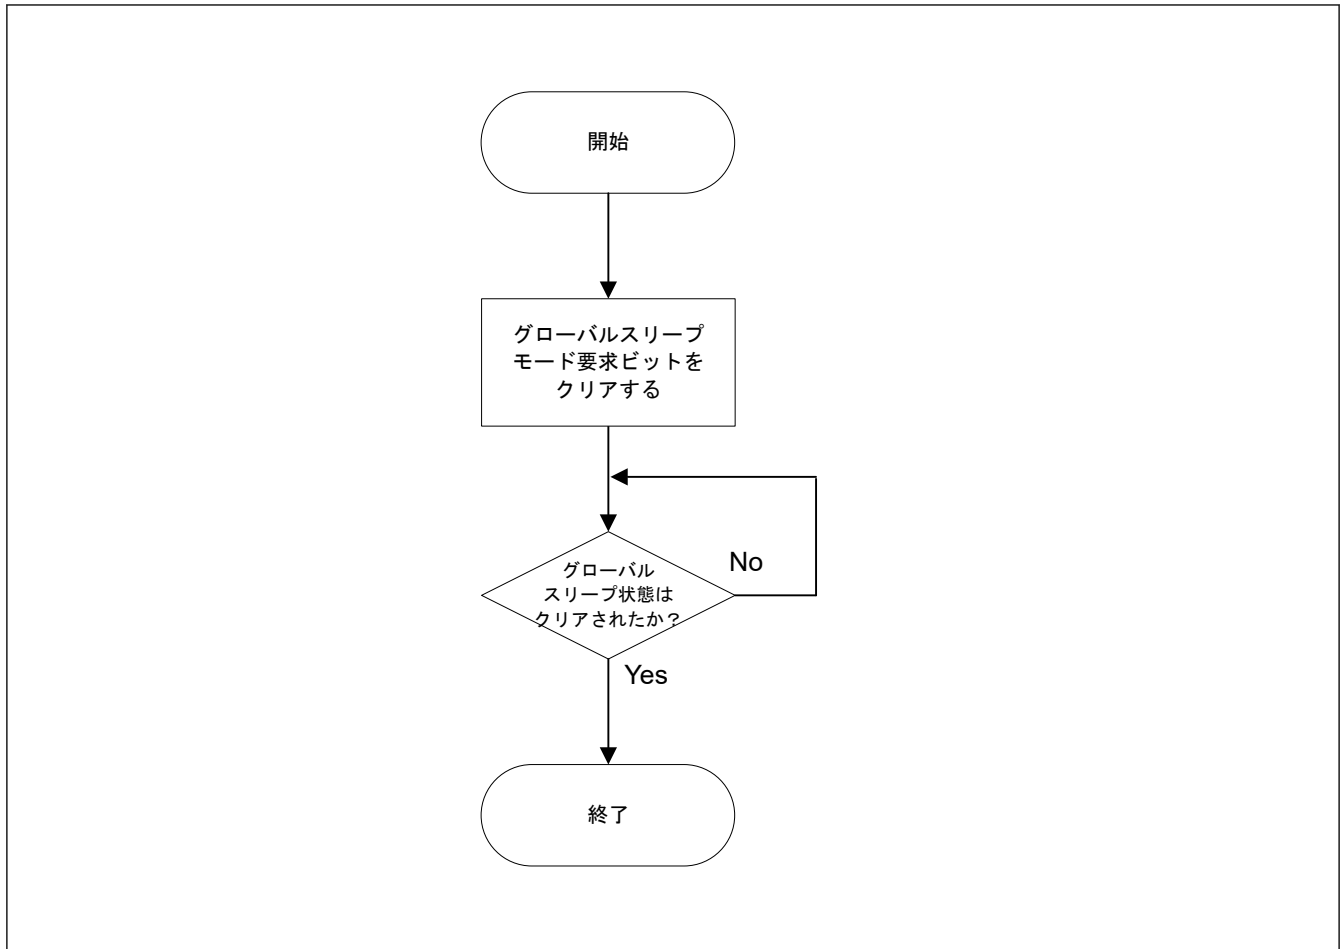 開始
グローバルスリープ
モード要求ビットを
クリアする
グローバル
スリープ状態は
クリアされたか？
No
Yes
終了